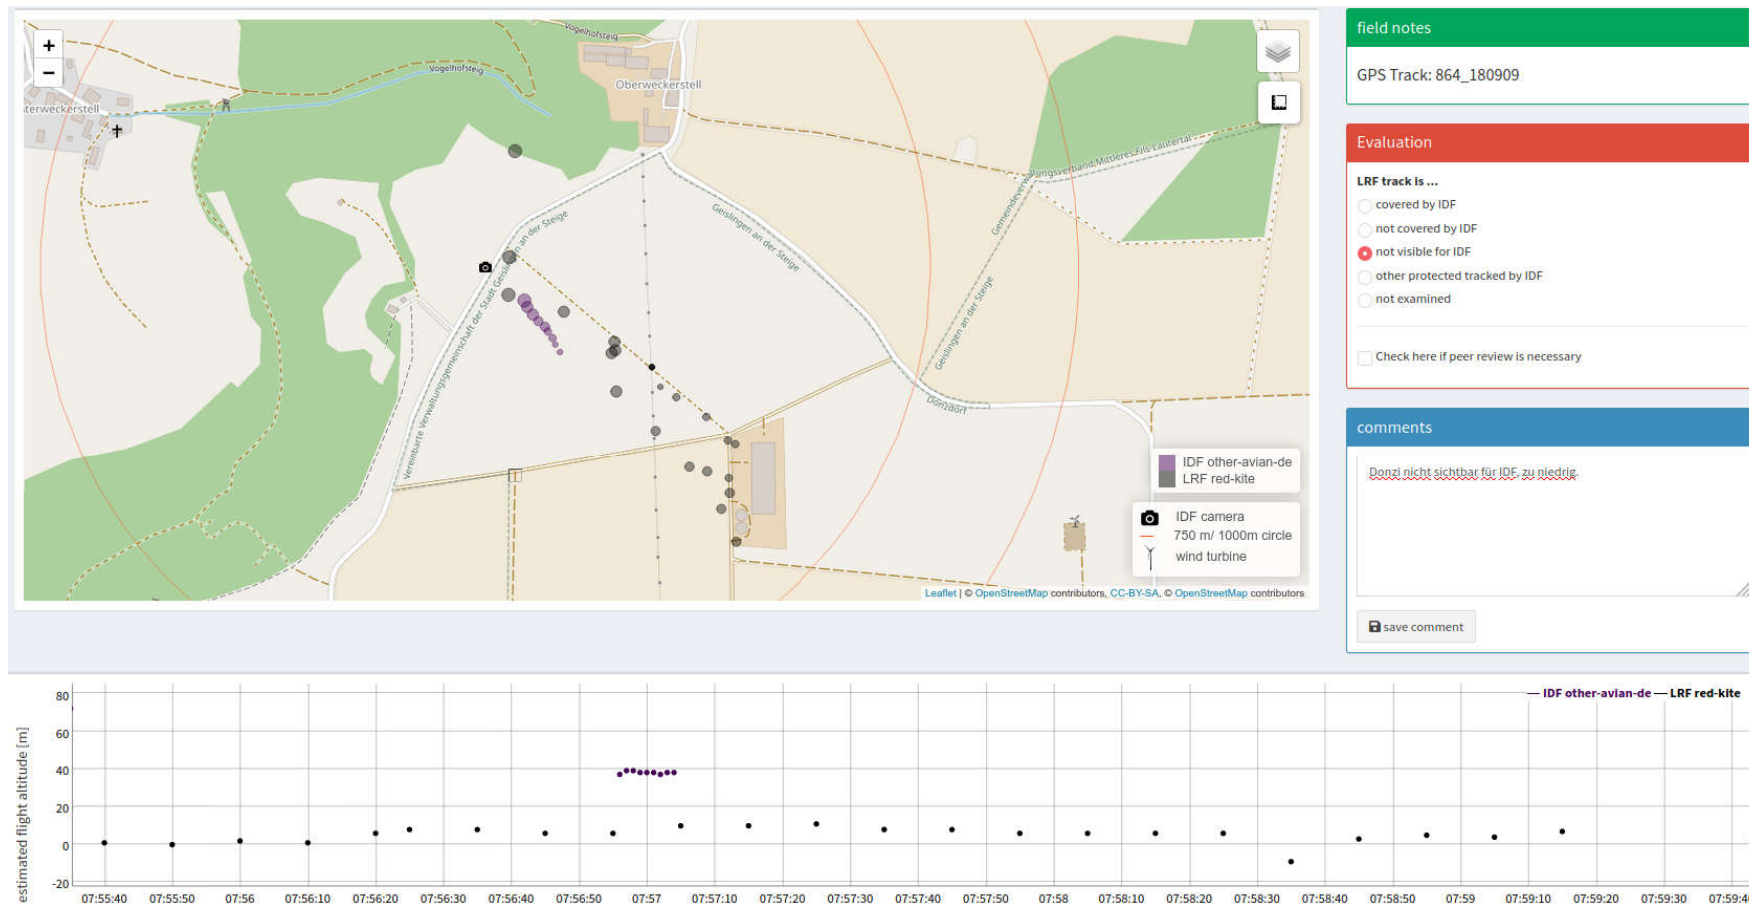 +
−
Vogelhofsteig
Vogelhofsteig
Oberweckerstell
terweckerstell
Gemeindeverwaltungsverband Mittleres Fils-Lautertal
Vereinbarte Verwaltungsgemeinschaft der Stadt Geislingen an der Steige
Geislingen an der Steige
Geislingen an der Steige
Donzdorf
IDF other-avian-de
LRF red-kite
IDF camera
750 m/ 1000m circle
wind turbine
Leaflet | © OpenStreetMap contributors, CC-BY-SA, © OpenStreetMap contributors
field notes
GPS Track: 864_180909
Evaluation
LRF track is ...
covered by IDF
not covered by IDF
not visible for IDF
other protected tracked by IDF
not examined
Check here if peer review is necessary
comments
Donzi nicht sichtbar für IDF, zu niedrig.
save comment
IDF other-avian-de LRF red-kite
estimated flight altitude [m]
80
60
40
20
0
-20
07:55:40 07:55:50 07:56 07:56:10 07:56:20 07:56:30 07:56:40 07:56:50 07:57 07:57:10 07:57:20 07:57:30 07:57:40 07:57:50 07:58 07:58:10 07:58:20 07:58:30 07:58:40 07:58:50 07:59 07:59:10 07:59:20 07:59:30 07:59:4